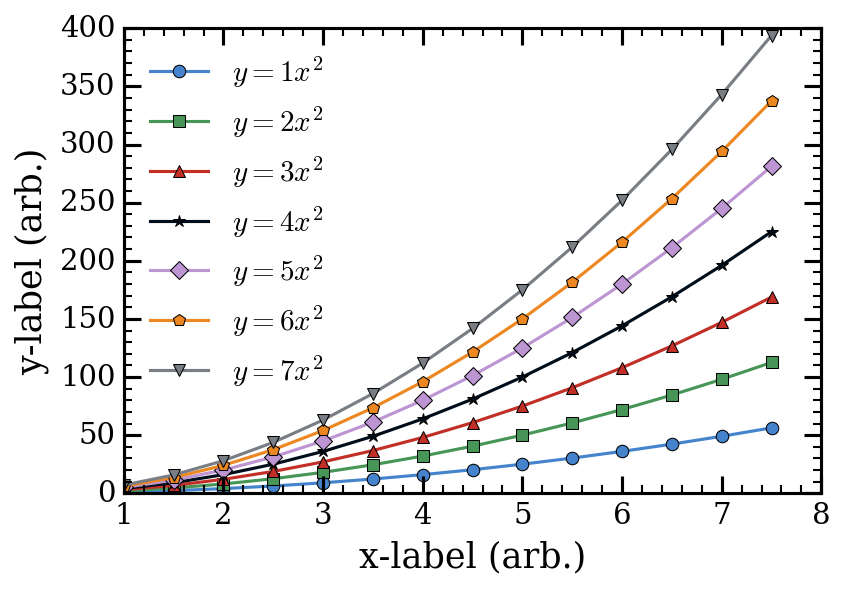 400
350
300
250
200
150
100
50
0
y-label (arb.)
y = 1x²
y = 2x²
y = 3x²
y = 4x²
y = 5x²
y = 6x²
y = 7x²
1 2 3 4 5 6 7 8
x-label (arb.)